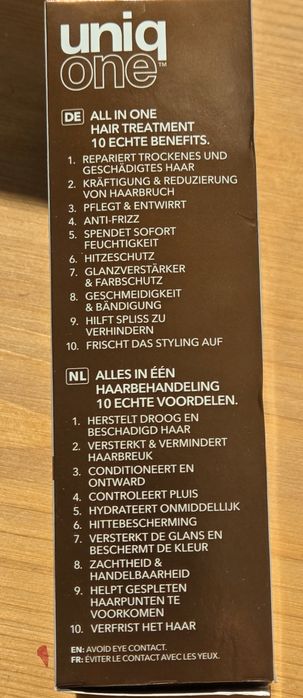 uniq
one™
DE ALL IN ONE
HAIR TREATMENT
10 ECHTE BENEFITS.
1. REPARIERT TROCKENES UND
GESCHÄDIGTES HAAR
2. KRÄFTIGUNG & REDUZIERUNG
VON HAARBRUCH
3. PFLEGT & ENTWIRRT
4. ANTI-FRIZZ
5. SPENDET SOFORT
FEUCHTIGKEIT
6. HITZESCHUTZ
7. GLANZVERSTÄRKER
& FARBSCHUTZ
8. GESCHMEIDIGKEIT
& BÄNDIGUNG
9. HILFT SPLISS ZU
VERHINDERN
10. FRISCHT DAS STYLING AUF
NL ALLES IN ÉÉN
HAARBEHANDELING
10 ECHTE VOORDELEN.
1. HERSTELT DROOG EN
BESCHADIGD HAAR
2. VERSTERKT & VERMINDERT
HAARBREUK
3. CONDITIONEERT EN
ONTWARD
4. CONTROLEERT PLUIS
5. HYDRATEERT ONMIDDELLIJK
6. HITTEBESCHERMING
7. VERSTERKT DE GLANS EN
BESCHERMT DE KLEUR
8. ZACHTHEID &
HANDELBAARHEID
9. HELPT GESPLETEN
HAARPUNTEN TE
VOORKOMEN
10. VERFRIST HET HAAR
EN: AVOID EYE CONTACT.
FR: ÉVITER LE CONTACT AVEC LES YEUX.